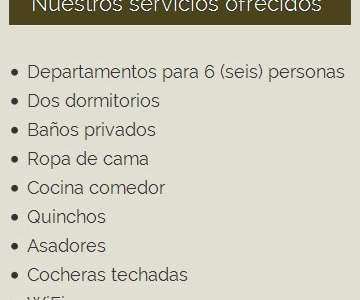 Nuestros servicios ofrecidos
Departamentos para 6 (seis) personas
Dos dormitorios
Baños privados
Ropa de cama
Cocina comedor
Quinchos
Asadores
Cocheras techadas
WiFi